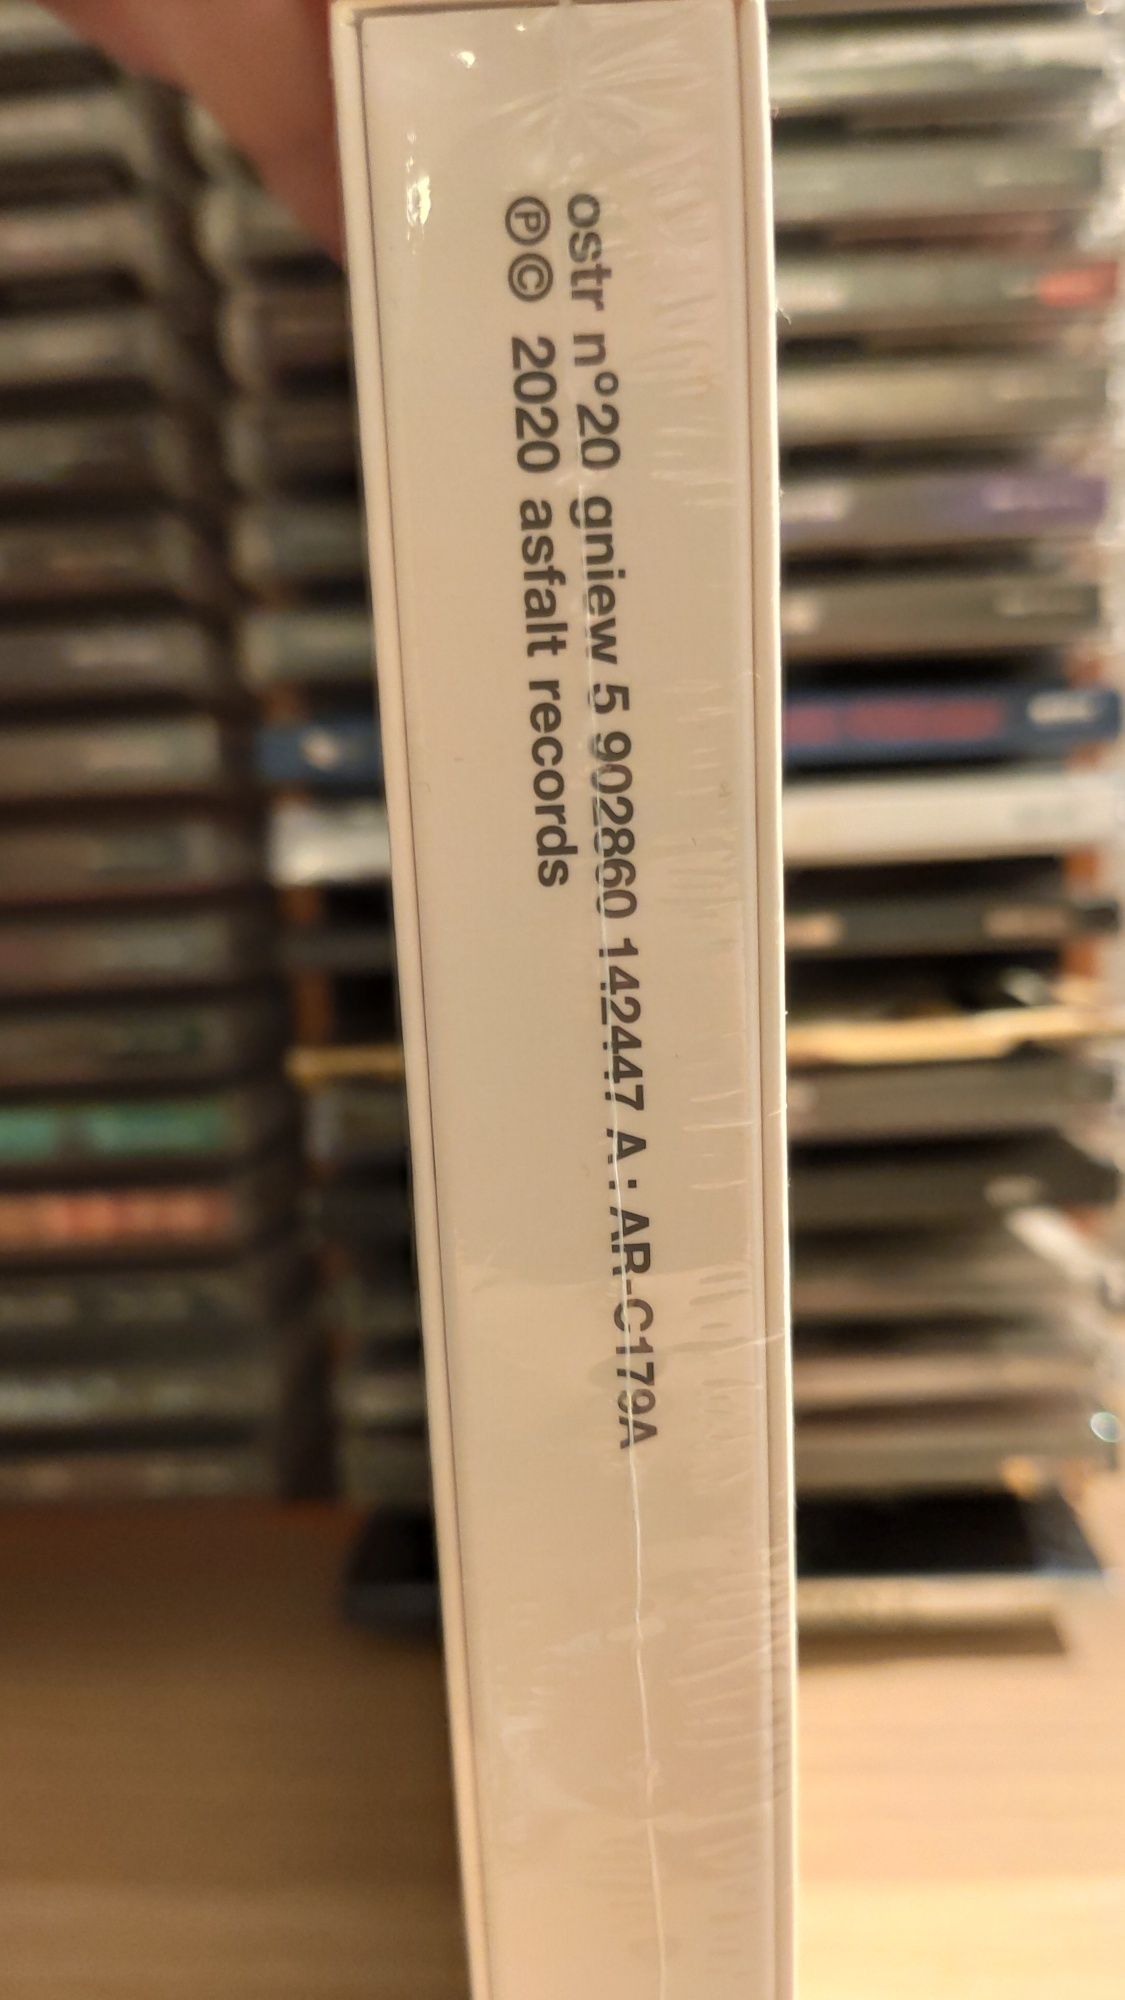 ostr n°20 gniew 5 902860 142447 A : AR-C179A
Ⓟ© 2020 asfalt records